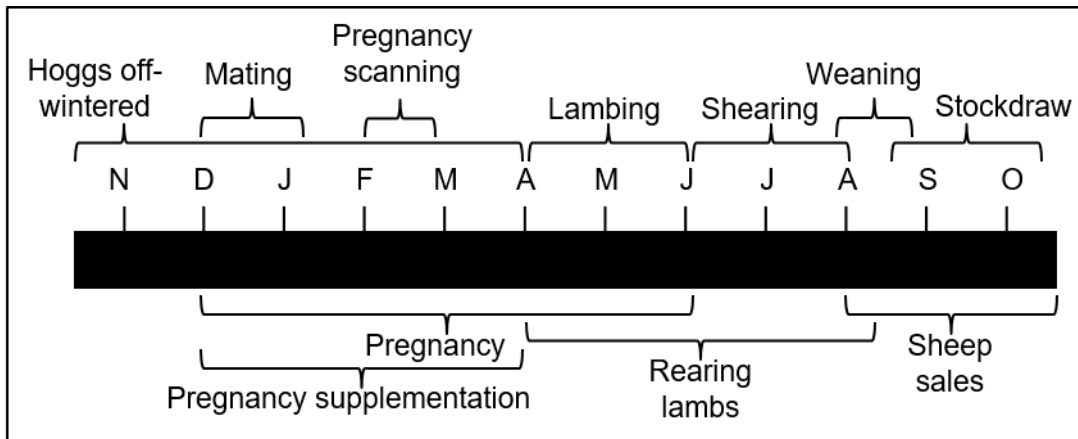 Pregnancy
scanning
Hoggs off-
wintered
Mating
Weaning
Lambing
Shearing
Stockdraw
N D J F M A M J J A S O
Pregnancy
Pregnancy supplementation
Rearing
lambs
Sheep
sales